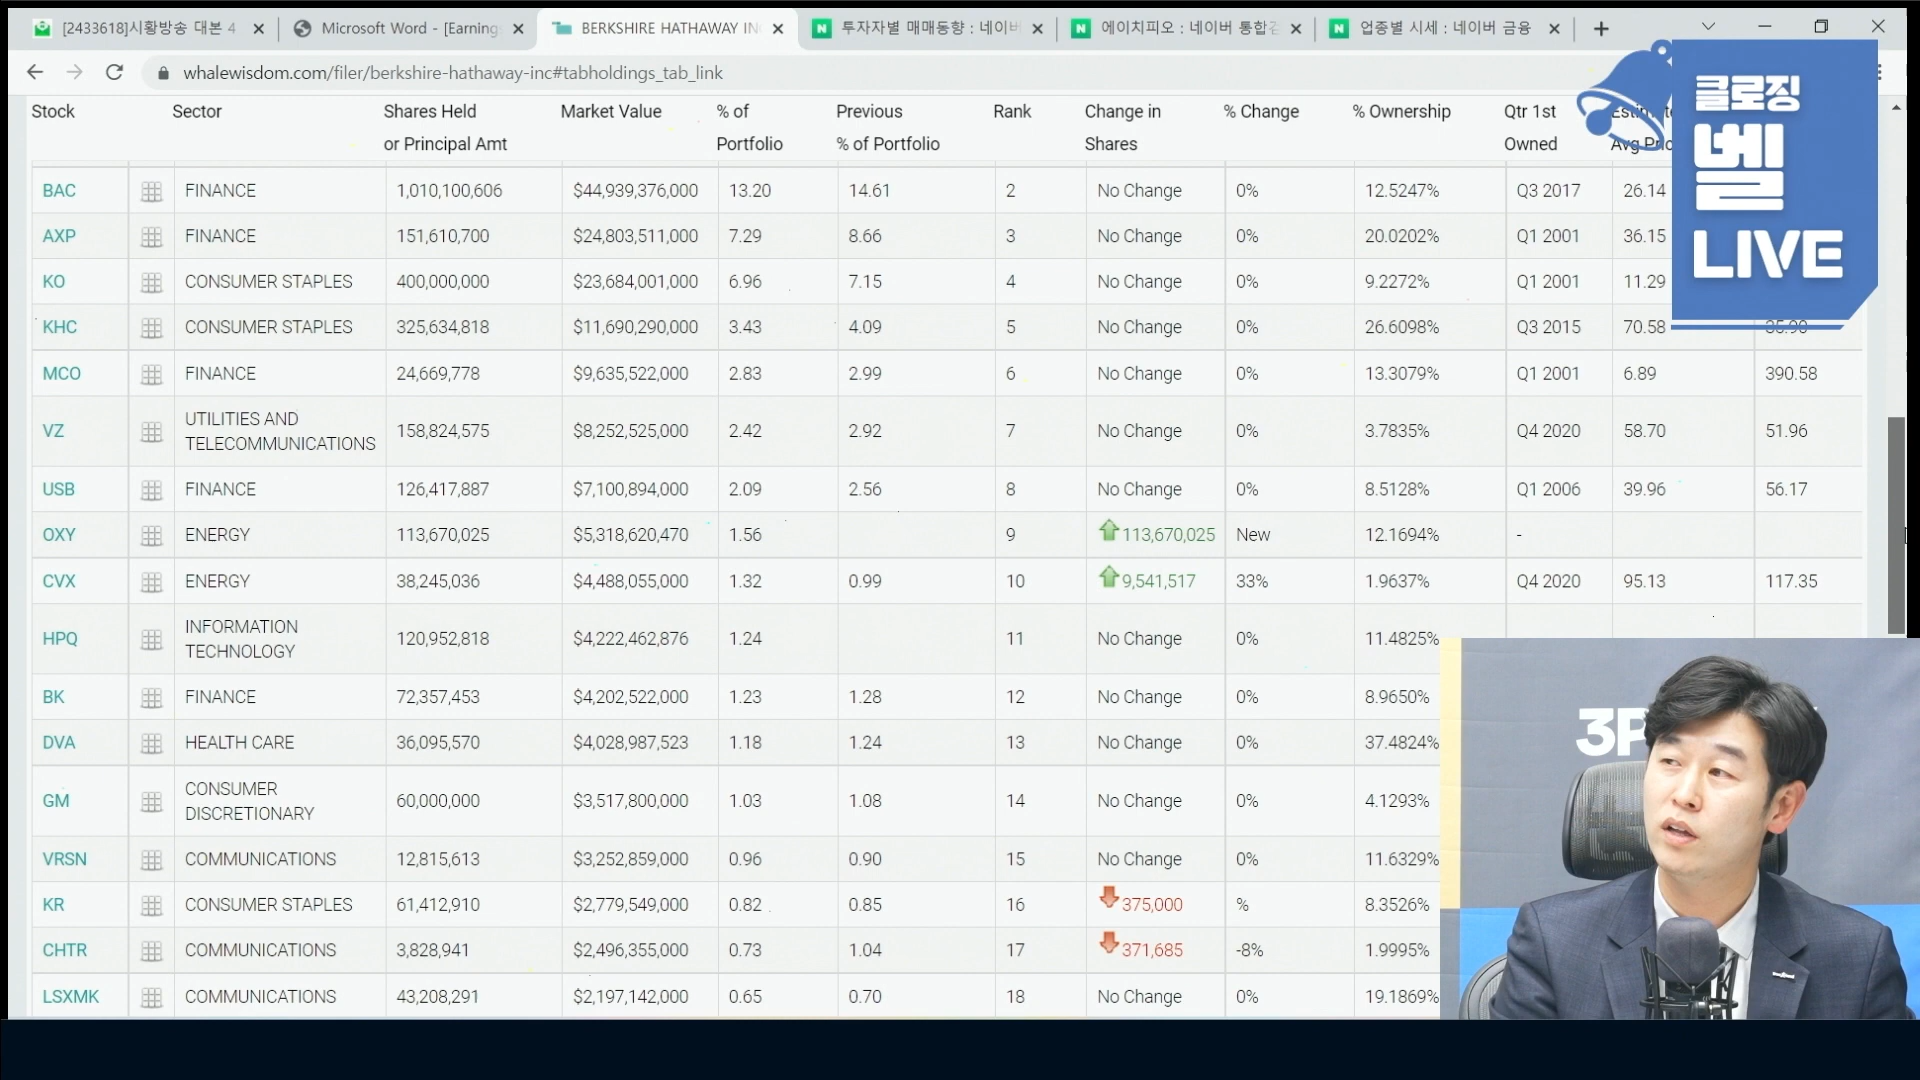 [2433618]시황방송 대본 4
Microsoft Word - [Earning
BERKSHIRE HATHAWAY IN
투자자별 매매동향 : 네이버
에이치피오 : 네이버 통합검
업종별 시세 : 네이버 금융
whalewisdom.com/filer/berkshire-hathaway-inc#tabholdings_tab_link
클로징
벨
LIVE
Stock Sector Shares Held or Principal Amt Market Value % of Portfolio Previous % of Portfolio Rank Change in Shares % Change % Ownership Qtr 1st Owned
BAC FINANCE 1,010,100,606 $44,939,376,000 13.20 14.61 2 No Change 0% 12.5247% Q3 2017 26.14
AXP FINANCE 151,610,700 $24,803,511,000 7.29 8.66 3 No Change 0% 20.0202% Q1 2001 36.15
KO CONSUMER STAPLES 400,000,000 $23,684,001,000 6.96 7.15 4 No Change 0% 9.2272% Q1 2001 11.29
KHC CONSUMER STAPLES 325,634,818 $11,690,290,000 3.43 4.09 5 No Change 0% 26.6098% Q3 2015 70.58
MCO FINANCE 24,669,778 $9,635,522,000 2.83 2.99 6 No Change 0% 13.3079% Q1 2001 6.89 390.58
VZ UTILITIES AND TELECOMMUNICATIONS 158,824,575 $8,252,525,000 2.42 2.92 7 No Change 0% 3.7835% Q4 2020 58.70 51.96
USB FINANCE 126,417,887 $7,100,894,000 2.09 2.56 8 No Change 0% 8.5128% Q1 2006 39.96 56.17
OXY ENERGY 113,670,025 $5,318,620,470 1.56 9 113,670,025 New 12.1694% -
CVX ENERGY 38,245,036 $4,488,055,000 1.32 0.99 10 9,541,517 33% 1.9637% Q4 2020 95.13 117.35
HPQ INFORMATION TECHNOLOGY 120,952,818 $4,222,462,876 1.24 11 No Change 0% 11.4825%
BK FINANCE 72,357,453 $4,202,522,000 1.23 1.28 12 No Change 0% 8.9650%
DVA HEALTH CARE 36,095,570 $4,028,987,523 1.18 1.24 13 No Change 0% 37.4824%
GM CONSUMER DISCRETIONARY 60,000,000 $3,517,800,000 1.03 1.08 14 No Change 0% 4.1293%
VRSN COMMUNICATIONS 12,815,613 $3,252,859,000 0.96 0.90 15 No Change 0% 11.6329%
KR CONSUMER STAPLES 61,412,910 $2,779,549,000 0.82 0.85 16 375,000 % 8.3526%
CHTR COMMUNICATIONS 3,828,941 $2,496,355,000 0.73 1.04 17 371,685 -8% 1.9995%
LSXMK COMMUNICATIONS 43,208,291 $2,197,142,000 0.65 0.70 18 No Change 0% 19.1869%
3P